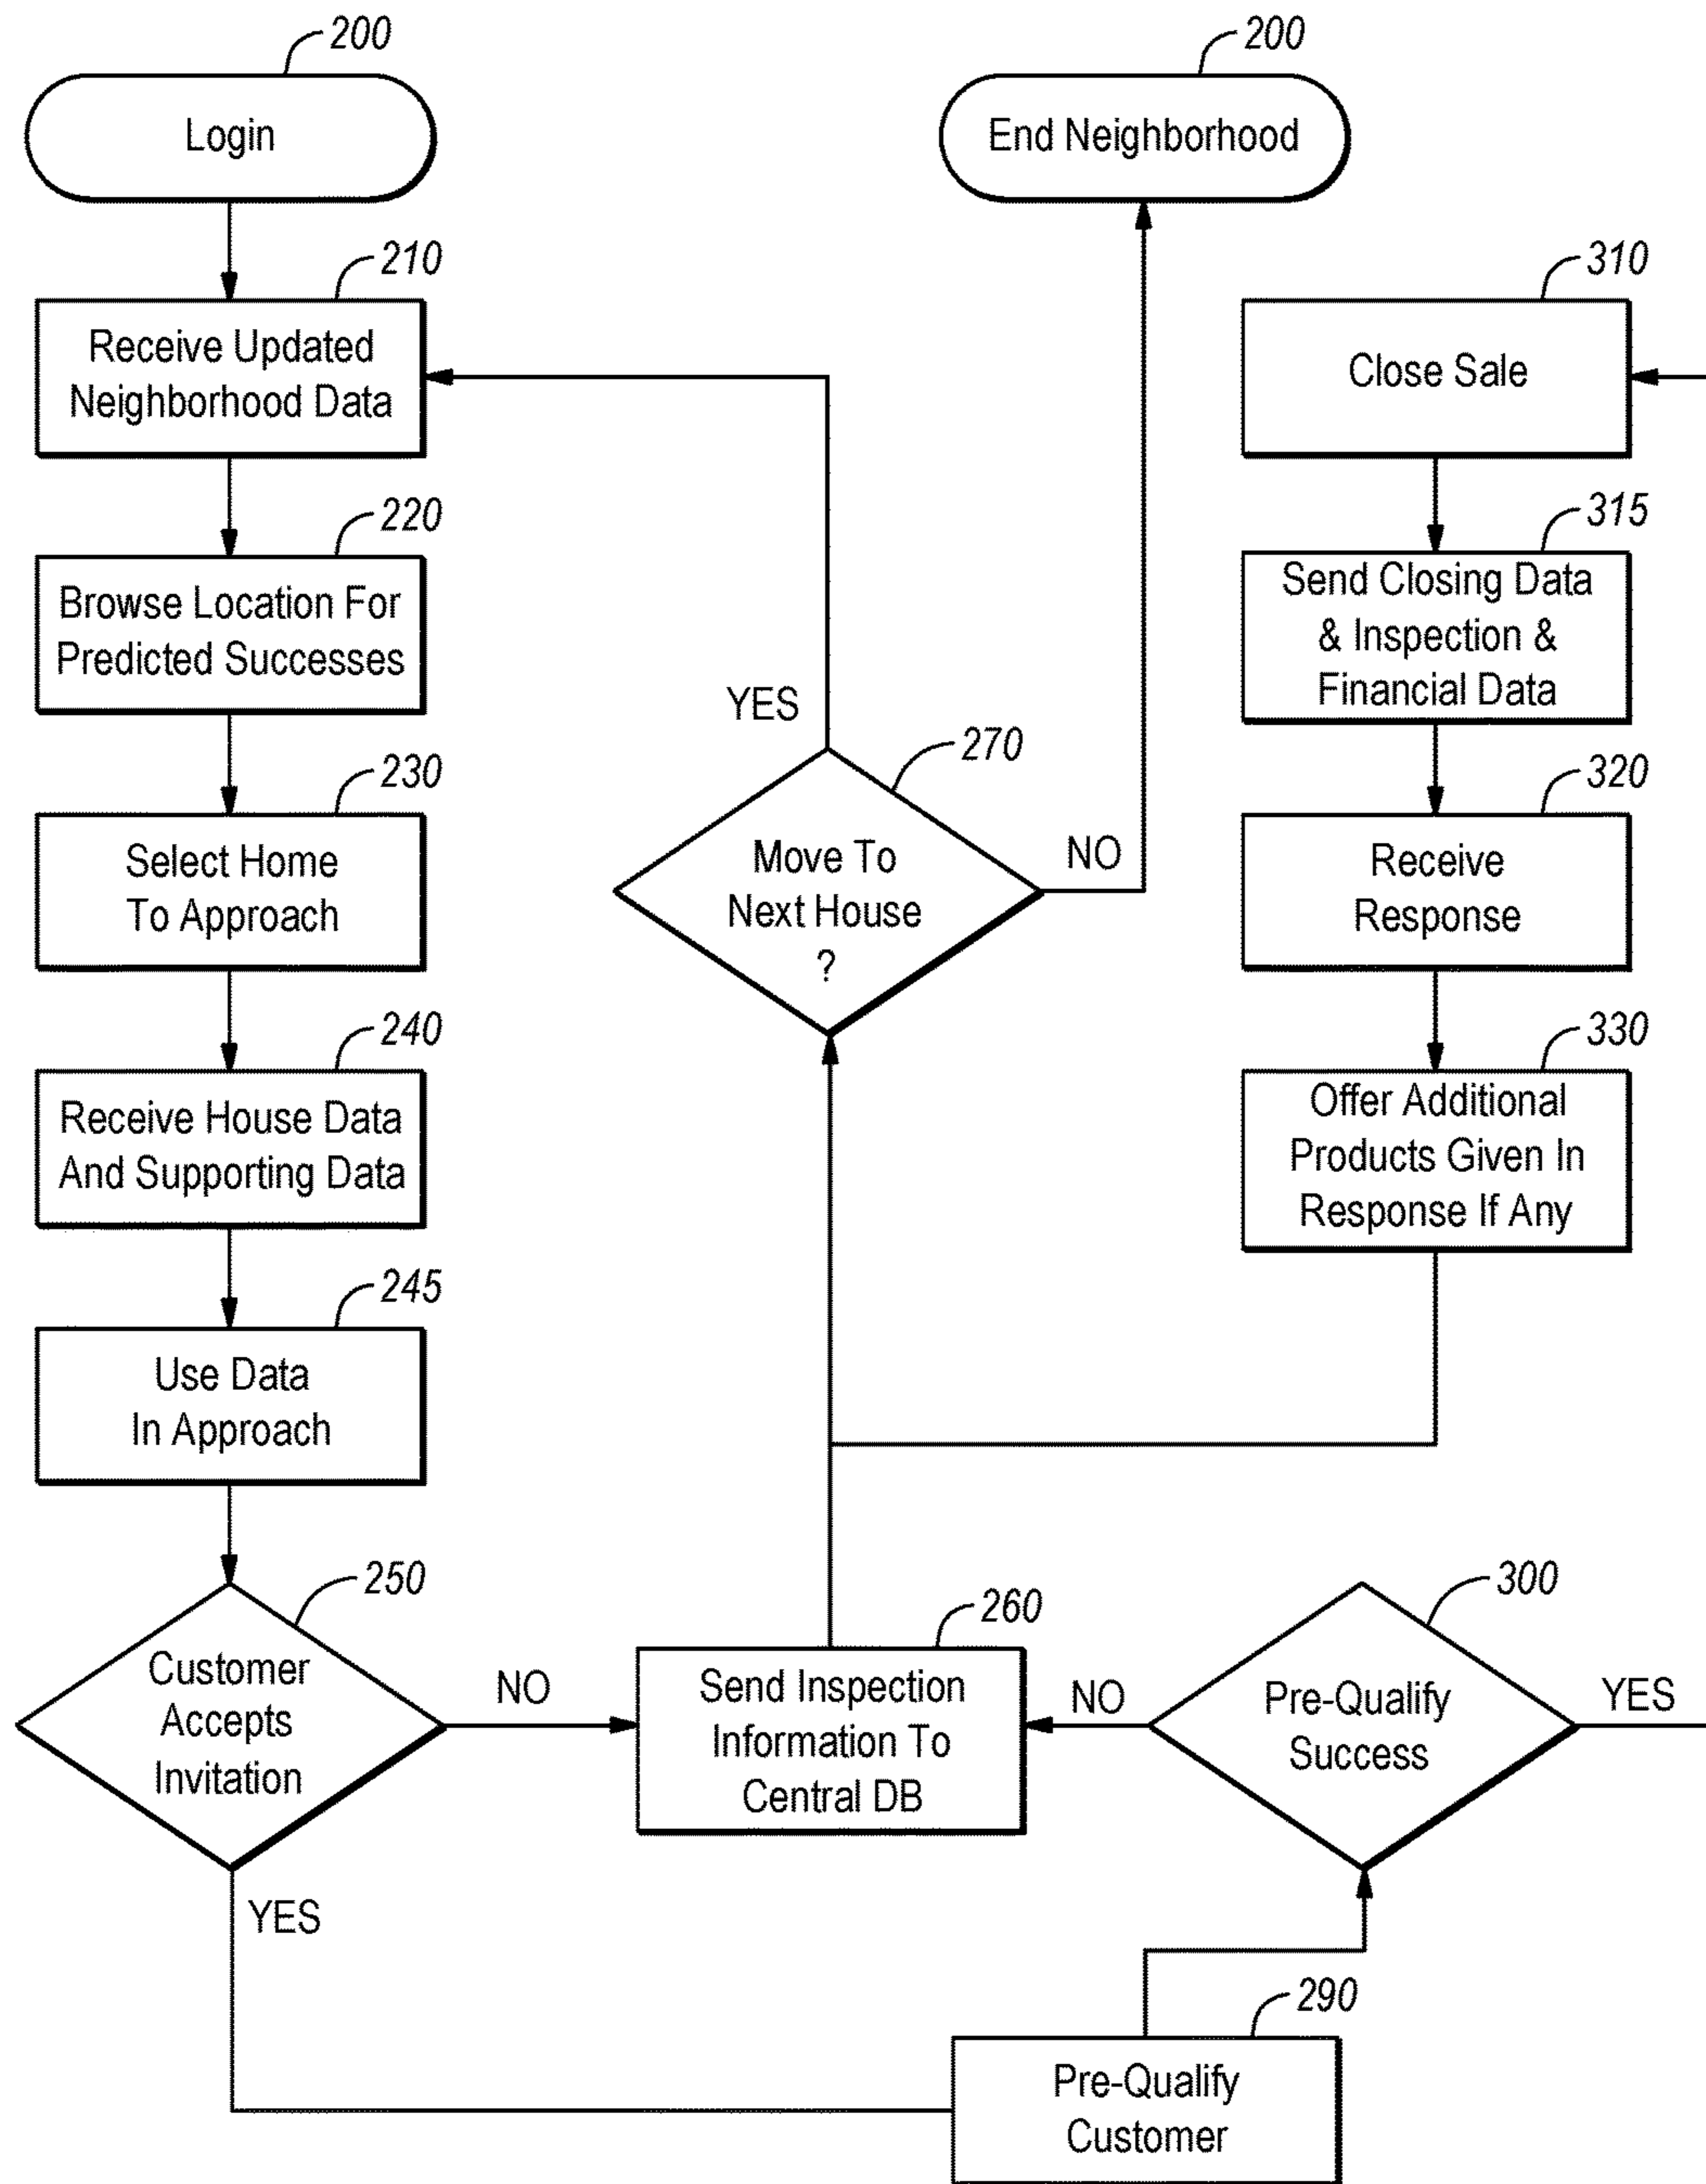 200
Login
210
Receive Updated
Neighborhood Data
220
Browse Location For
Predicted Successes
230
Select Home
To Approach
240
Receive House Data
And Supporting Data
245
Use Data
In Approach
250
Customer
Accepts
Invitation
NO
YES
260
Send Inspection
Information To
Central DB
270
Move To
Next House
?
YES
NO
200
End Neighborhood
290
Pre-Qualify
Customer
300
Pre-Qualify
Success
NO
YES
310
Close Sale
315
Send Closing Data
& Inspection &
Financial Data
320
Receive
Response
330
Offer Additional
Products Given In
Response If Any